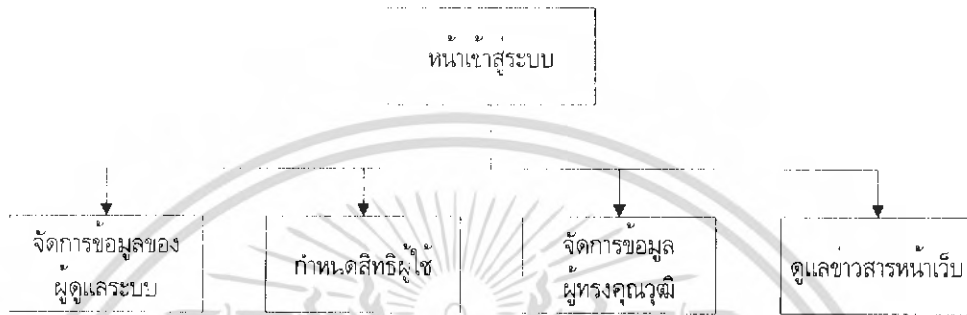 หน้าเข้าสู่ระบบ
จัดการข้อมูลของ
ผู้ดูแลระบบ
กำหนดสิทธิผู้ใช้
จัดการข้อมูล
ผู้ทรงคุณวุฒิ
ดูแลข่าวสารหน้าเว็บ